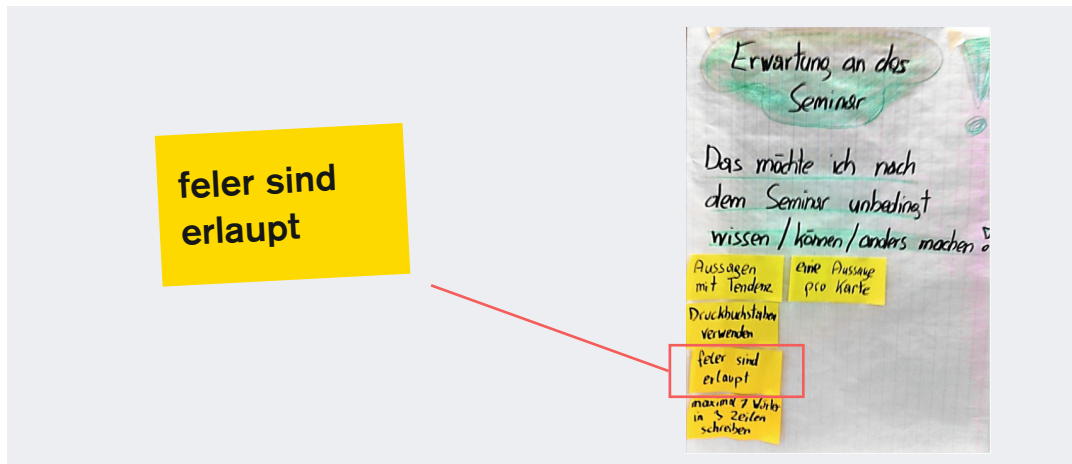 feler sind
erlaupt
Erwartung an das
Seminar
Das möchte ich nach
dem Seminar unbedingt
wissen / können / anders machen!
Aussagen
mit Tendenz
eine Aussage
pro Karte
Druckbuchstaben
verwenden
feler sind
erlaupt
maximal 7 Wörter
in 3 Zeilen
schreiben